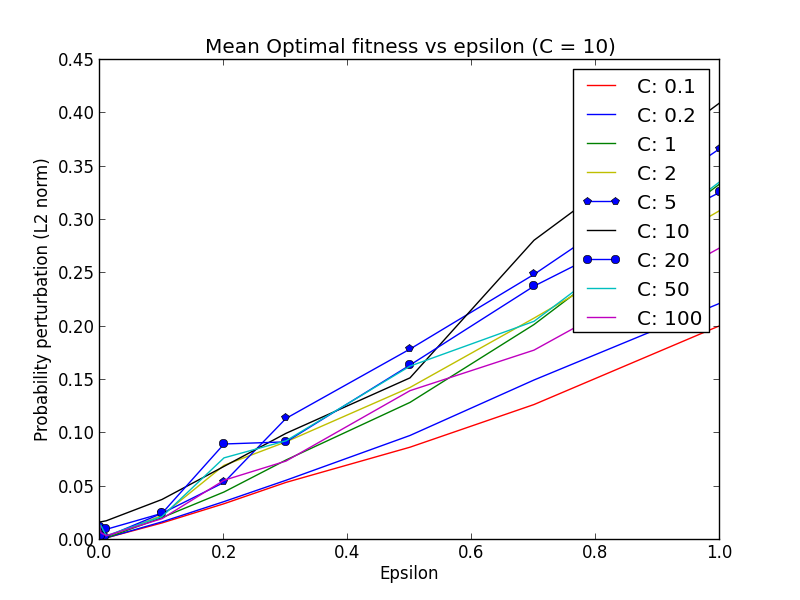 Mean Optimal fitness vs epsilon (C = 10)
0.45
0.40
0.35
0.30
0.25
0.20
0.15
0.10
0.05
0.00
Probability perturbation (L2 norm)
C: 0.1
C: 0.2
C: 1
C: 2
C: 5
C: 10
C: 20
C: 50
C: 100
0.0 0.2 0.4 0.6 0.8 1.0
Epsilon